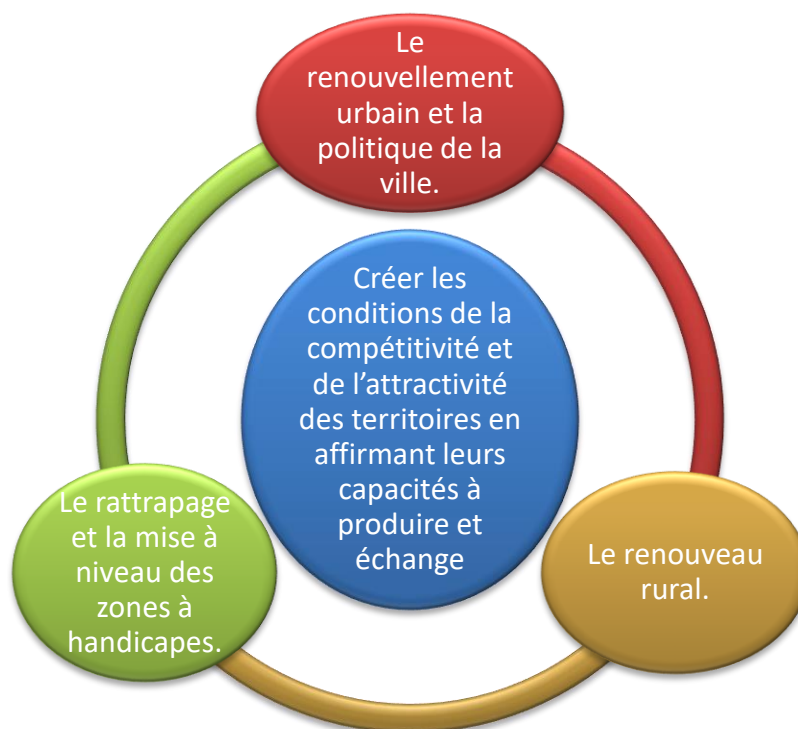 Le
renouvellement
urbain et la
politique de la
ville.
Créer les
conditions de la
compétitivité et
de l'attractivité
des territoires en
affirmant leurs
capacités à
produire et
échange
Le rattrapage
et la mise à
niveau des
zones à
handicapes.
Le renouveau
rural.